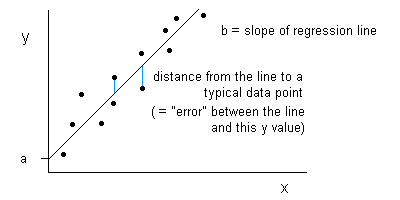 y
b = slope of regression line
distance from the line to a
typical data point
( = "error" between the line
and this y value)
a
x